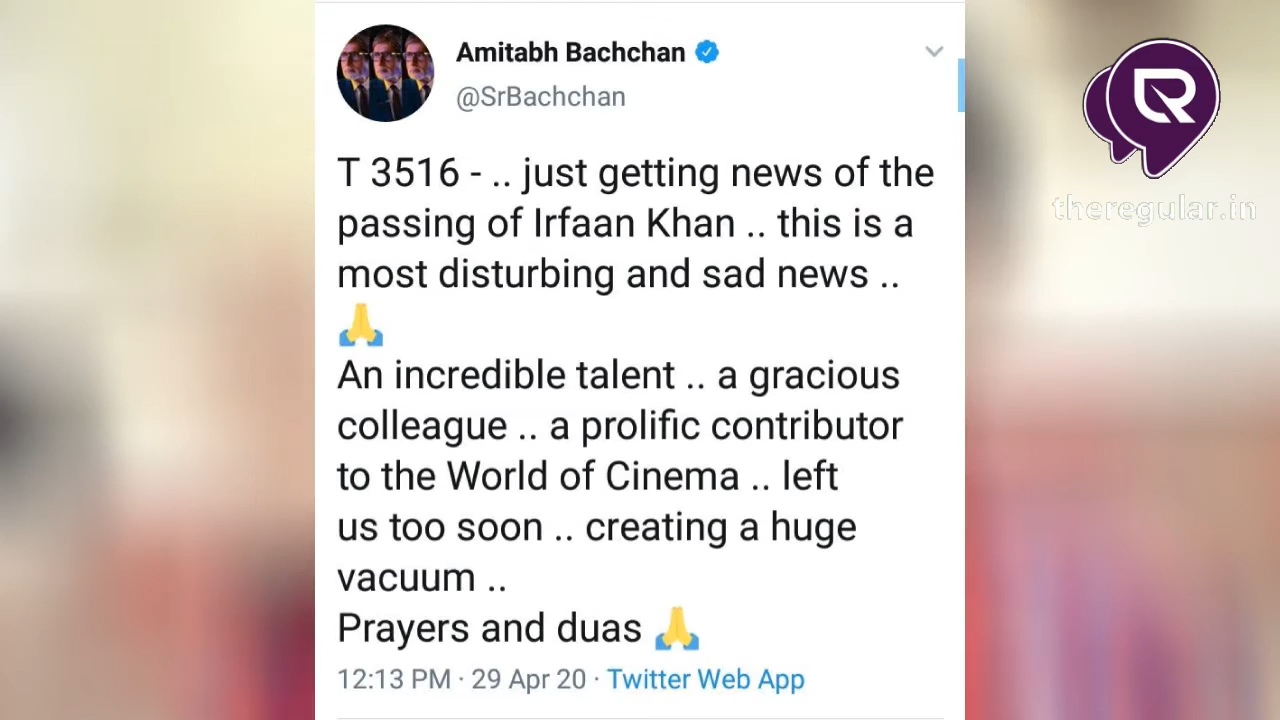 Amitabh Bachchan
@SrBachchan
T 3516 - .. just getting news of the
passing of Irfaan Khan .. this is a
most disturbing and sad news ..
🙏
An incredible talent .. a gracious
colleague .. a prolific contributor
to the World of Cinema .. left
us too soon .. creating a huge
vacuum ..
Prayers and duas 🙏
12:13 PM · 29 Apr 20 · Twitter Web App
theregular.in